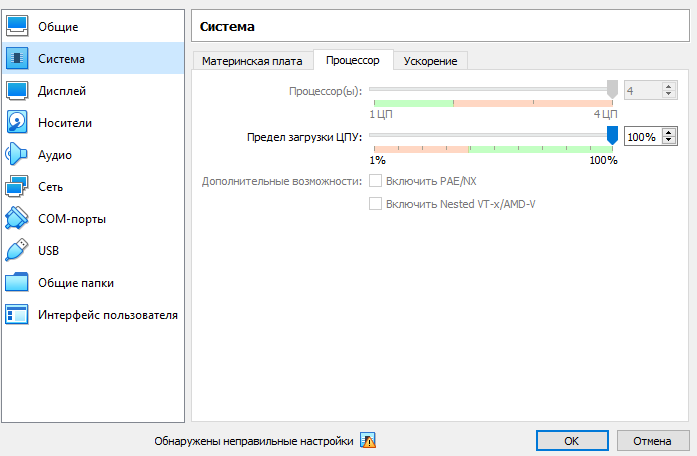 Общие
Система
Дисплей
Носители
Аудио
Сеть
COM-порты
USB
Общие папки
Интерфейс пользователя
Система
Материнская плата Процессор Ускорение
Процессор(ы): 4
1 ЦП 4 ЦП
Предел загрузки ЦПУ: 100%
1% 100%
Дополнительные возможности: Включить PAE/NX
Включить Nested VT-x/AMD-V
Обнаружены неправильные настройки OK Отмена